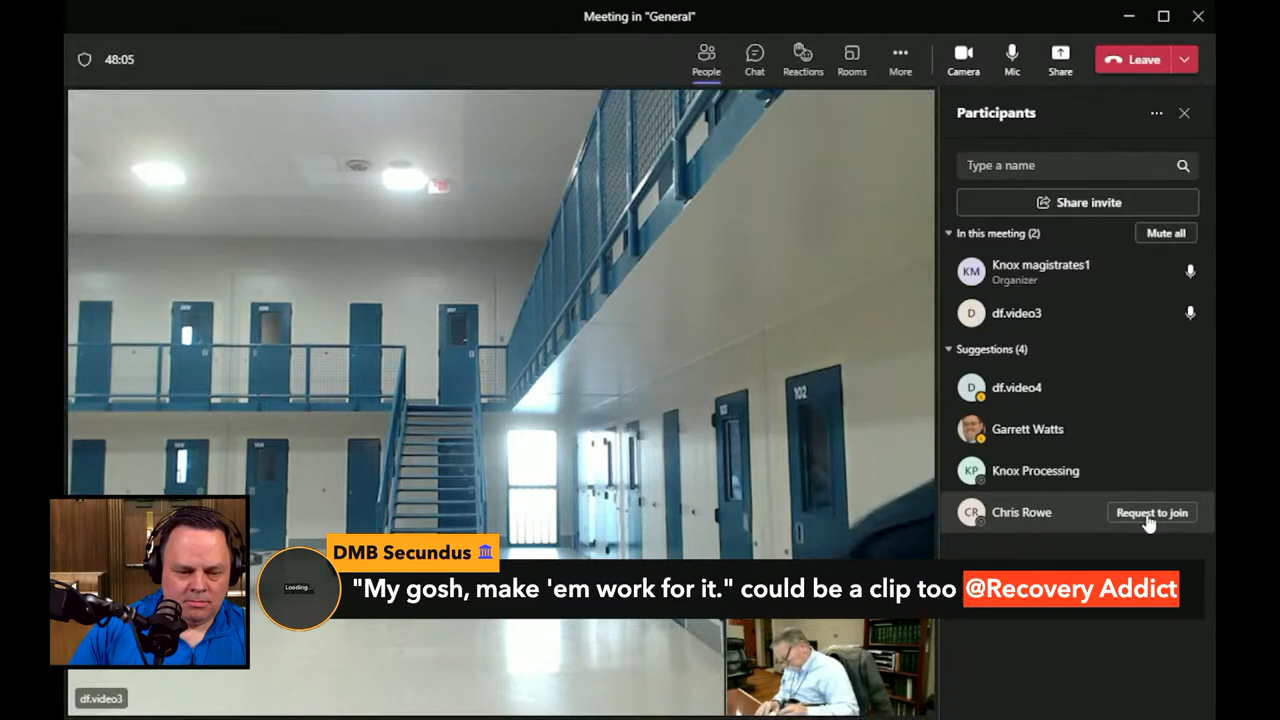 Meeting in "General"
48:05
People
Chat
Reactions
Rooms
More
Camera
Mic
Share
Leave
Participants
Type a name
Share invite
In this meeting (2)
Mute all
KM
Knox magistrates1
Organizer
D
df.video3
Suggestions (4)
D
df.video4
Garrett Watts
KP
Knox Processing
CR
Chris Rowe
Request to join
102
DMB Secundus
Loading...
"My gosh, make 'em work for it." could be a clip too @Recovery Addict
df.video3